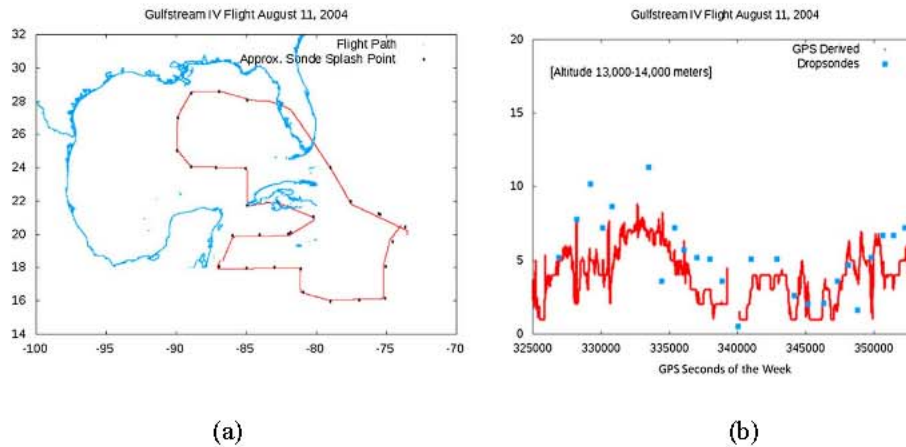 Gulfstream IV Flight August 11, 2004
32
30
28
26
24
22
20
18
16
14
-100
-95
-90
-85
-80
-75
-70
Flight Path
Approx. Sonde Splash Point
(a)
Gulfstream IV Flight August 11, 2004
20
15
10
5
0
325000
330000
335000
340000
345000
350000
GPS Derived
Dropsondes
[Altitude 13,000-14,000 meters]
GPS Seconds of the Week
(b)